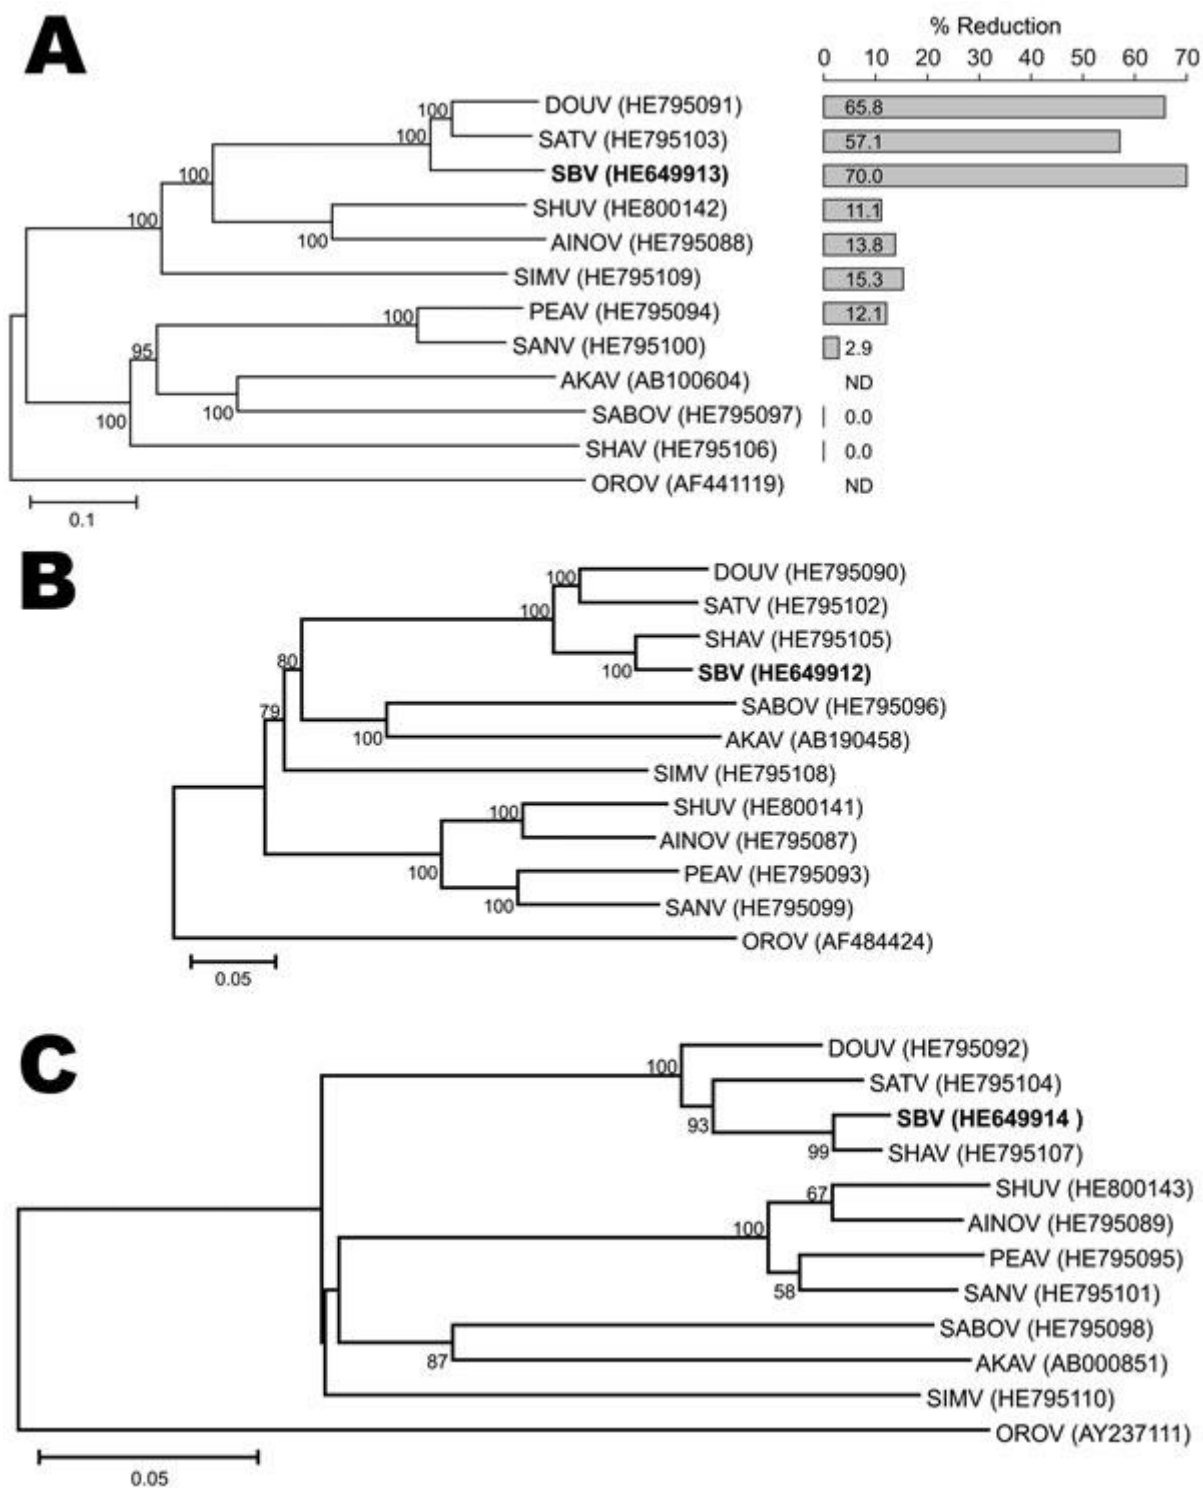 A
% Reduction
0 10 20 30 40 50 60 70
100 DOUV (HE795091) 65.8
100 SATV (HE795103) 57.1
SBV (HE649913) 70.0
100
SHUV (HE800142) 11.1
100
100 AINOV (HE795088) 13.8
SIMV (HE795109) 15.3
PEAV (HE795094) 12.1
100
95 SANV (HE795100) 2.9
AKAV (AB100604) ND
100 100 SABOV (HE795097) 0.0
SHAV (HE795106) 0.0
OROV (AF441119) ND
0.1
B
DOUV (HE795090)
100
100 SATV (HE795102)
SHAV (HE795105)
80 100 SBV (HE649912)
79 SABOV (HE795096)
100 AKAV (AB190458)
SIMV (HE795108)
SHUV (HE800141)
100
AINOV (HE795087)
100 PEAV (HE795093)
100 SANV (HE795099)
OROV (AF484424)
0.05
C
DOUV (HE795092)
100
SATV (HE795104)
93 SBV (HE649914 )
99 SHAV (HE795107)
67 SHUV (HE800143)
100 AINOV (HE795089)
PEAV (HE795095)
58 SANV (HE795101)
SABOV (HE795098)
87 AKAV (AB000851)
SIMV (HE795110)
OROV (AY237111)
0.05